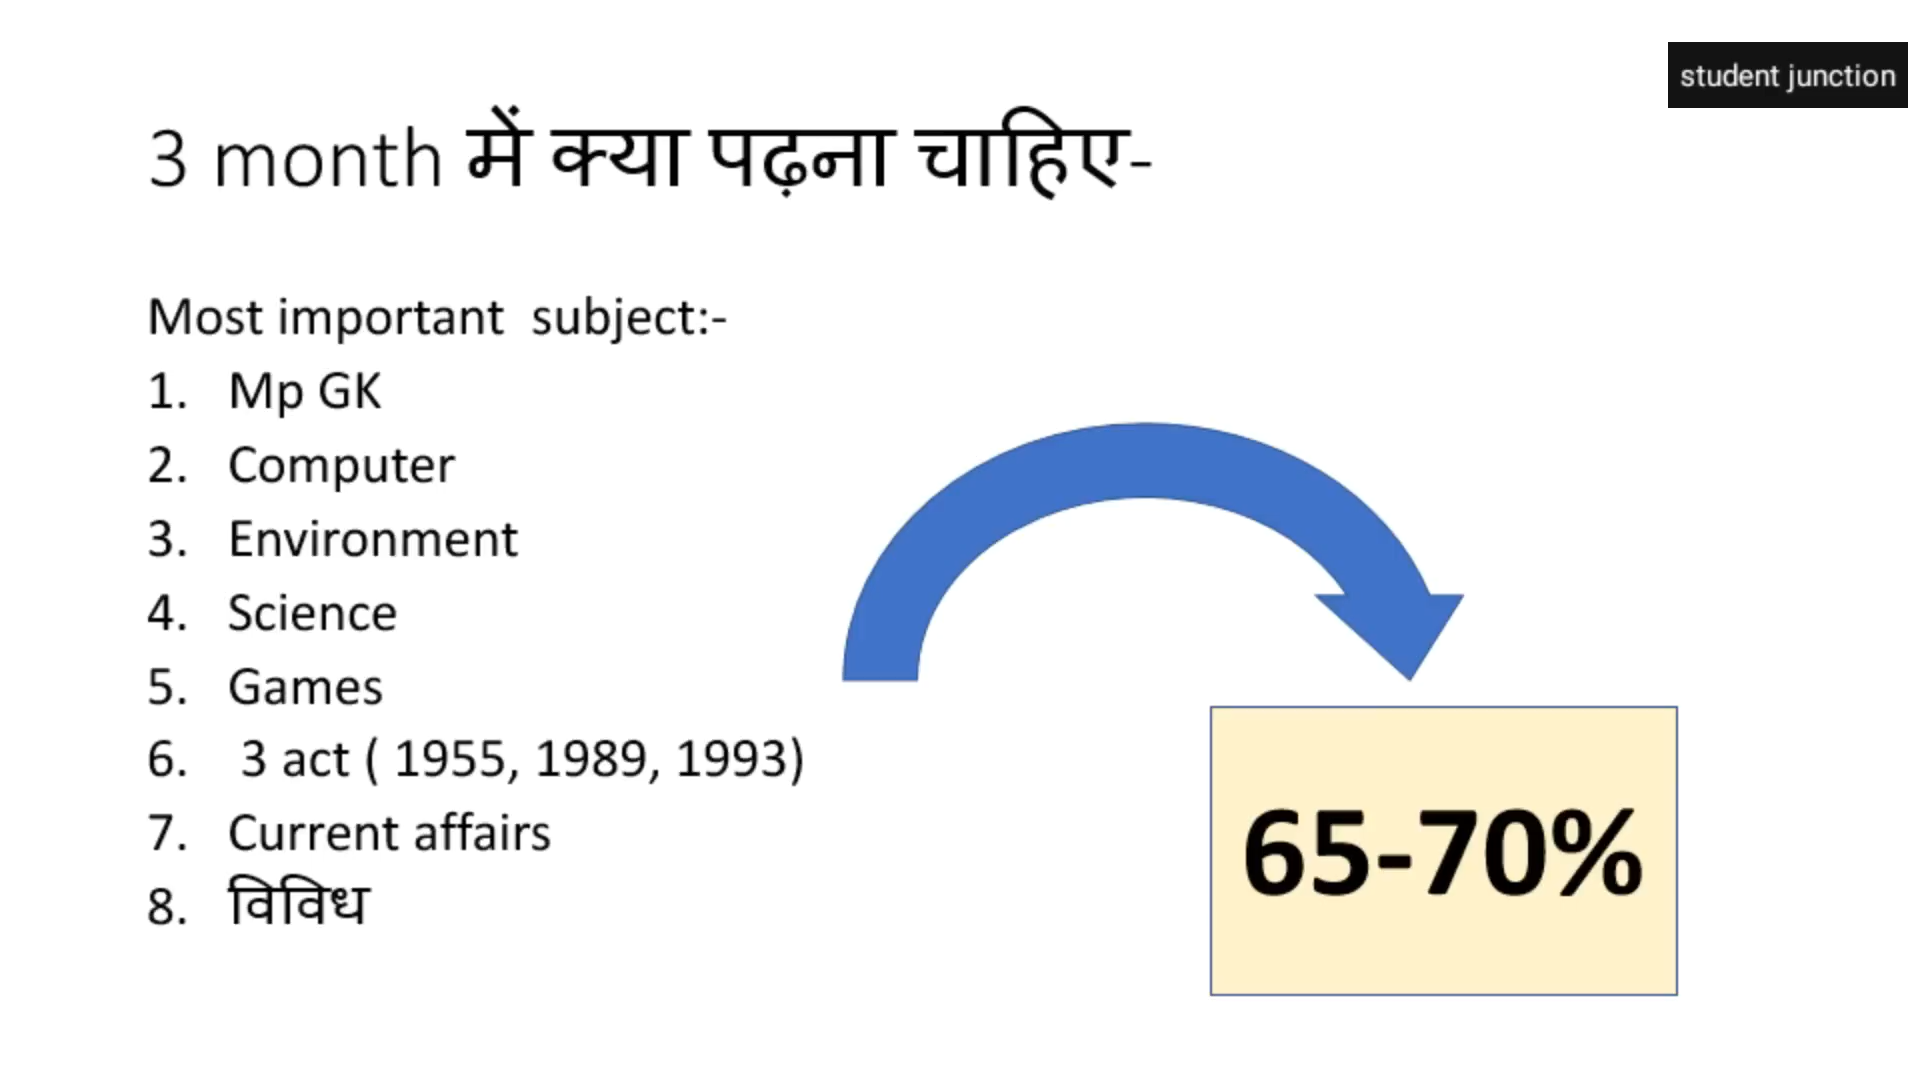 student junction
3 month में क्या पढ़ना चाहिए-
Most important subject:-
1. Mp GK
2. Computer
3. Environment
4. Science
5. Games
6. 3 act ( 1955, 1989, 1993)
7. Current affairs
8. विविध
65-70%